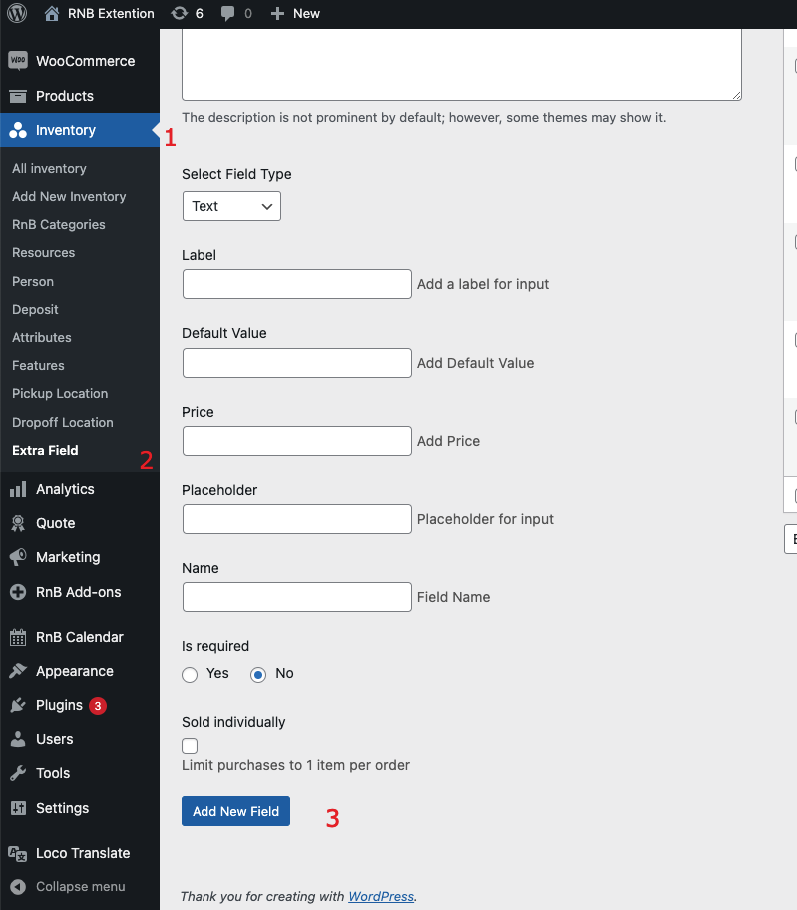 RNB Extention 6 0 New
WooCommerce
Products
Inventory
1
All inventory
Add New Inventory
RnB Categories
Resources
Person
Deposit
Attributes
Features
Pickup Location
Dropoff Location
Extra Field
2
Analytics
Quote
Marketing
RnB Add-ons
RnB Calendar
Appearance
Plugins 3
Users
Tools
Settings
Loco Translate
Collapse menu
The description is not prominent by default; however, some themes may show it.
Select Field Type
Text
Label
Add a label for input
Default Value
Add Default Value
Price
Add Price
Placeholder
Placeholder for input
Name
Field Name
Is required
Yes No
Sold individually
Limit purchases to 1 item per order
Add New Field
3
Thank you for creating with WordPress.